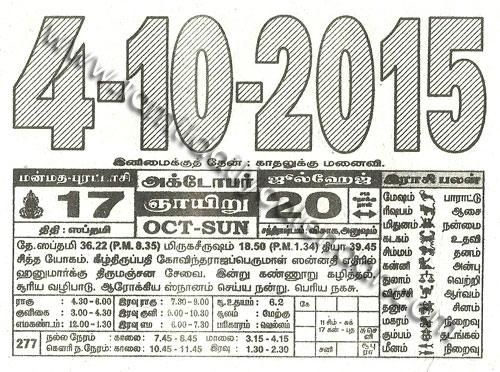 4-10-2015
இனிமைக்குத் தேன் : காதலுக்கு மனைவி.
மன்மத-புரட்டாசி
அக்டோபர்
ஜூல்ஹேஜ்
இராசி பலன்
17
ஞாயிறு
20
சம நோக்கு நாள்
திதி : ஸப்தமி
OCT-SUN
சந்திராஷ்டமம் விசாக, அனுஷம்
தே. ஸப்தமி 36.22 (P.M. 8.35) மிருகசீருஷம் 18.50 (P.M. 1.34) தியா 39.45
சித்த யோகம். கீழ்திருப்பதி கோவிந்தராஜப்பெருமாள் ஸன்னதி எதிரில்
ஹனுமார்க்கு திருமஞ்சன சேவை. இன்று கண்ணூறு கழித்தல்,
சூரிய வழிபாடு, ஆரோக்கிய ஸ்நானம் செய்ய நன்று. பெரிய நகசு.
மேஷம் பாராட்டு
ரிஷபம் ஆசை
மிதுனம் நன்மை
கடகம் உதவி
சிம்மம் தனம்
கன்னி அன்பு
துலாம் வெற்றி
விருச்சிகம் ஆர்வம்
தனுசு சினம்
மகரம் நிறைவு
கும்பம் தடங்கல்
மீனம் நிறைவு
ராகு : 4.30 - 6.00 இரவு ராகு : 7.30 - 9.00 சூ.உதயம் : 6.2
குளிகை : 3.00 - 4.30 இரவு குளி : 9.00 - 10.30 சூலம் : மேற்கு
எமகண்டம் : 12.00 - 1.30 இரவு எம : 6.00 - 7.30 பரிகாரம் : வெல்லம்
277
நல்ல நேரம் : காலை : 7.45 - 8.45 மாலை : 3.15 - 4.15
கௌரி ந.நேரம் : காலை : 10.45 - 11.45 இரவு : 1.30 - 2.30
கே
சனி
ரா